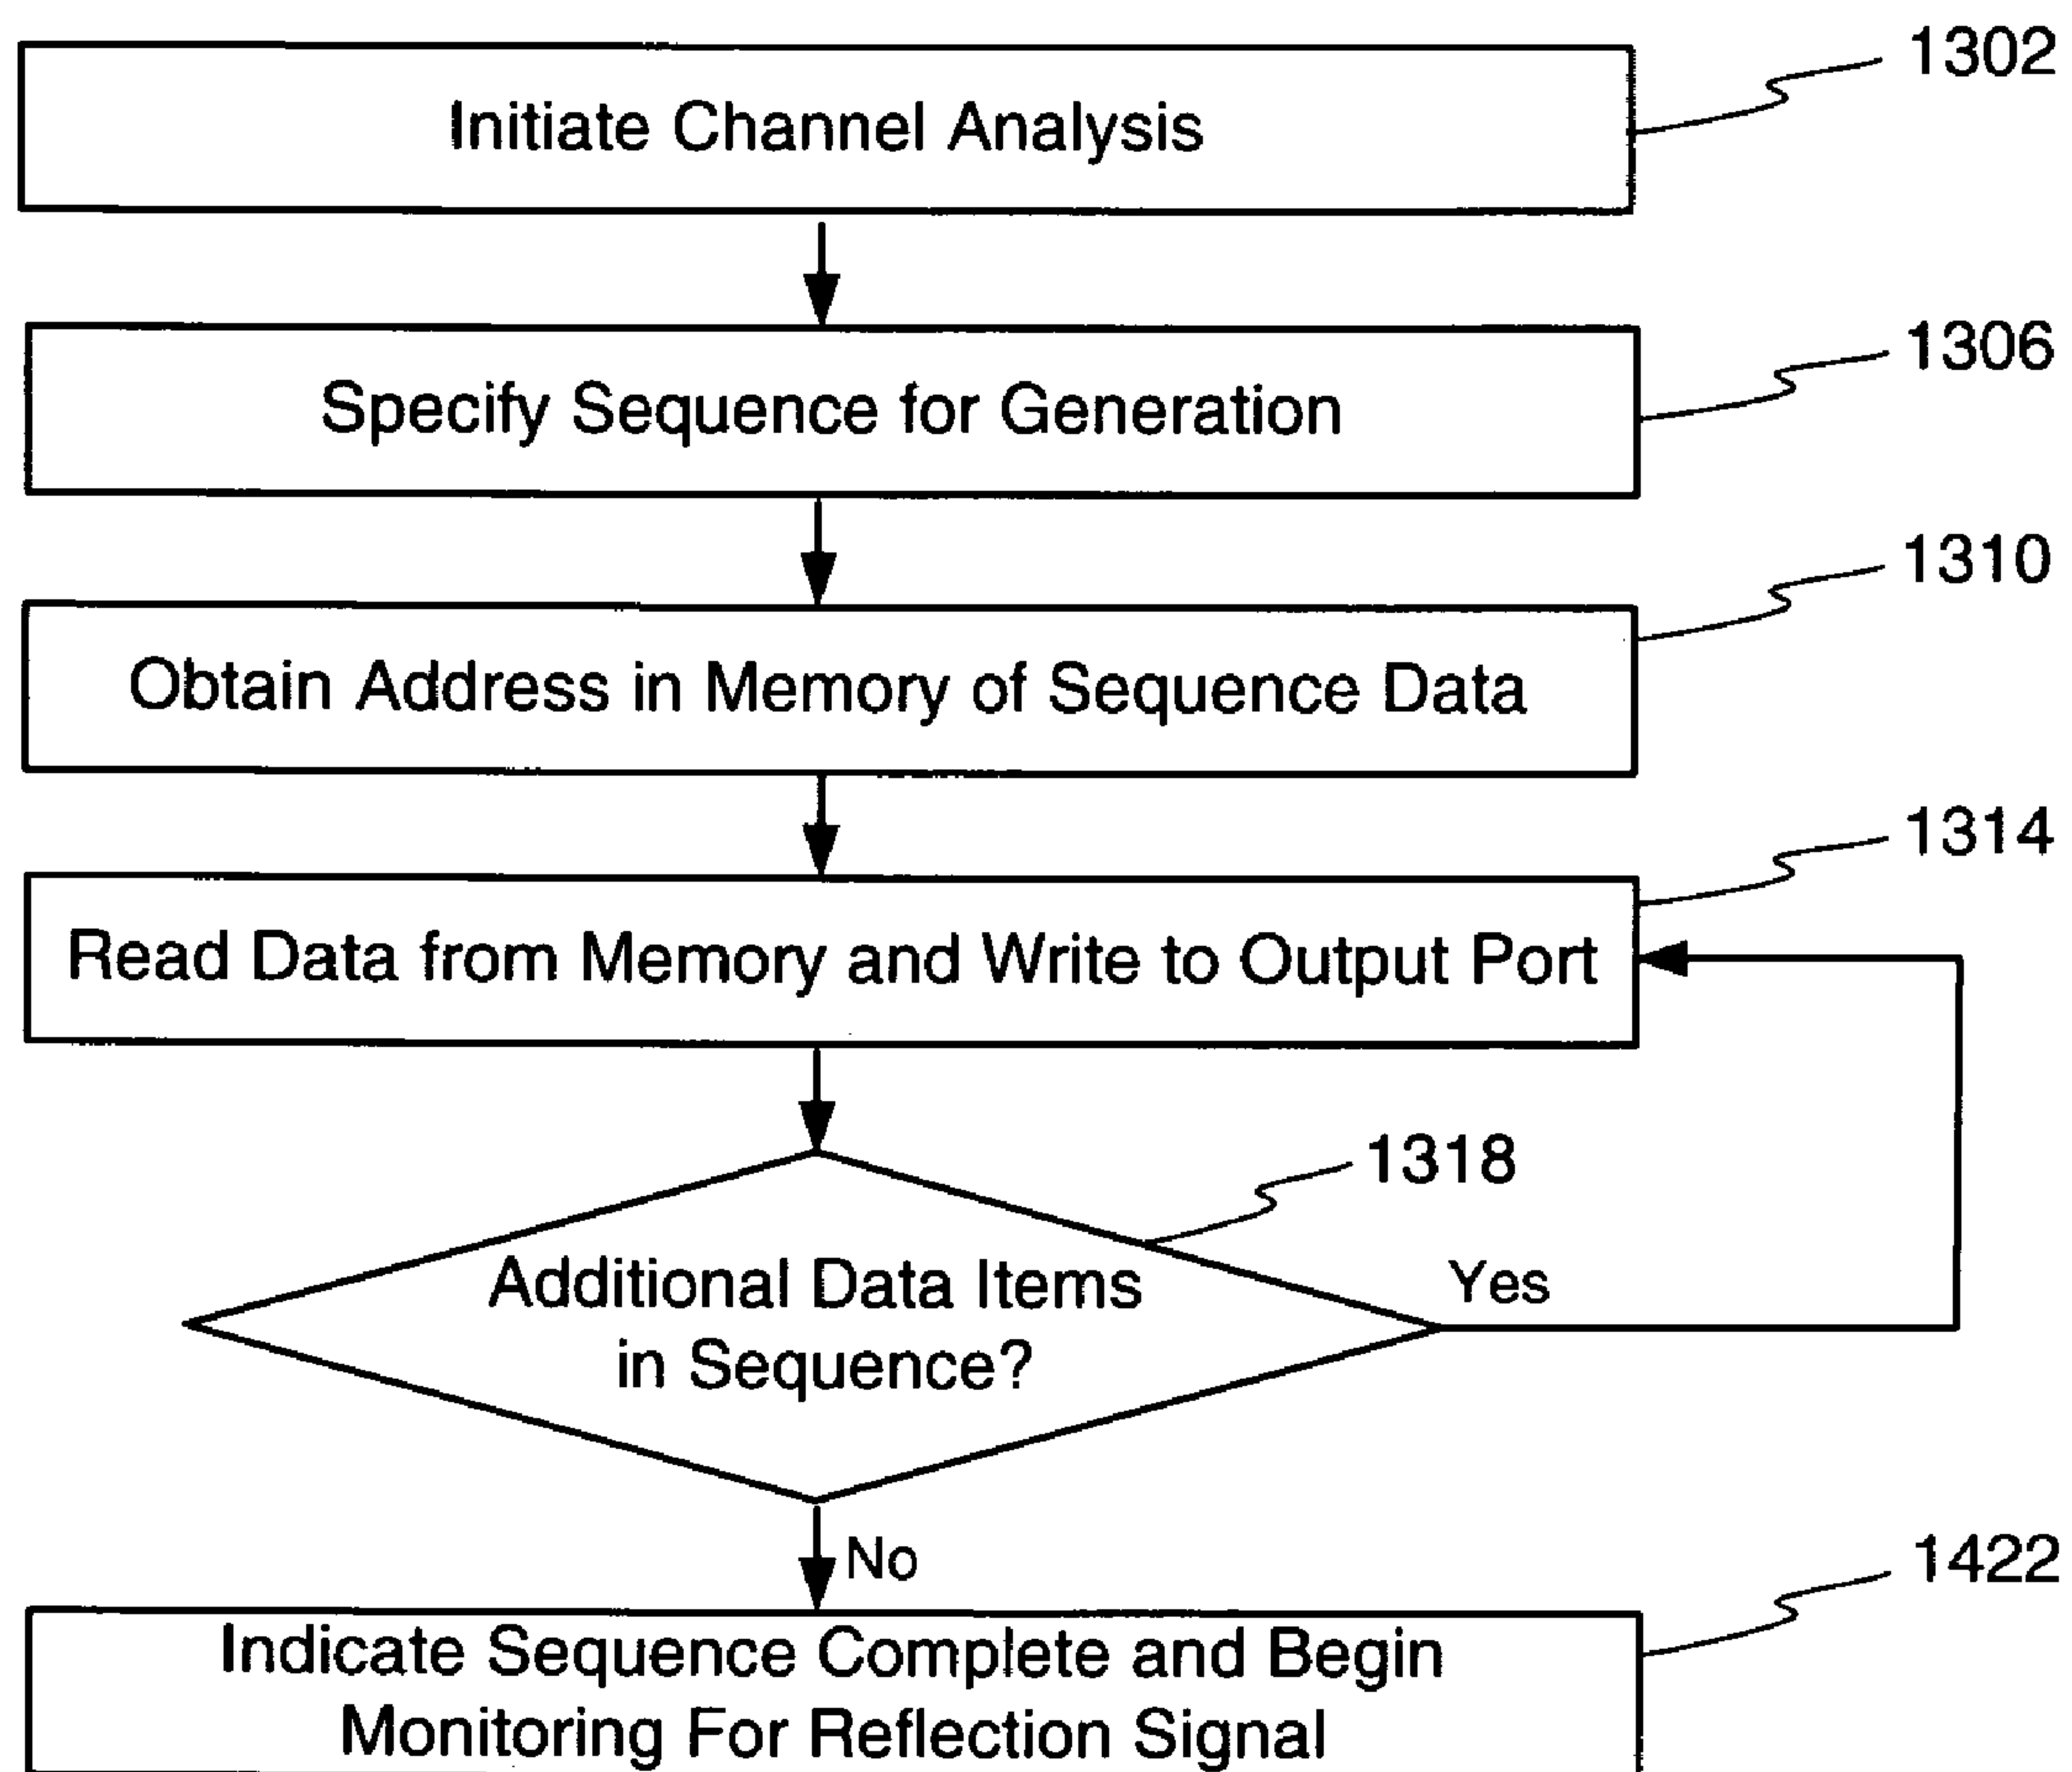 1302
Initiate Channel Analysis
1306
Specify Sequence for Generation
1310
Obtain Address in Memory of Sequence Data
1314
Read Data from Memory and Write to Output Port
1318
Additional Data Items
in Sequence?
Yes
No
1422
Indicate Sequence Complete and Begin
Monitoring For Reflection Signal